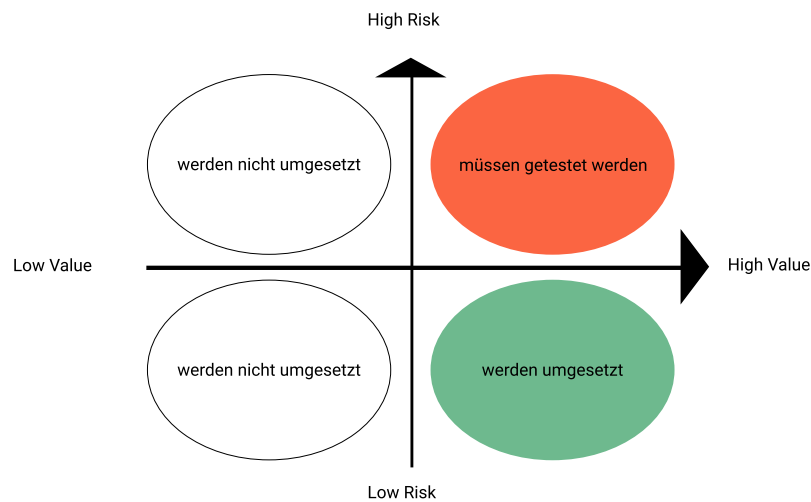 High Risk
werden nicht umgesetzt
müssen getestet werden
Low Value
High Value
werden nicht umgesetzt
werden umgesetzt
Low Risk